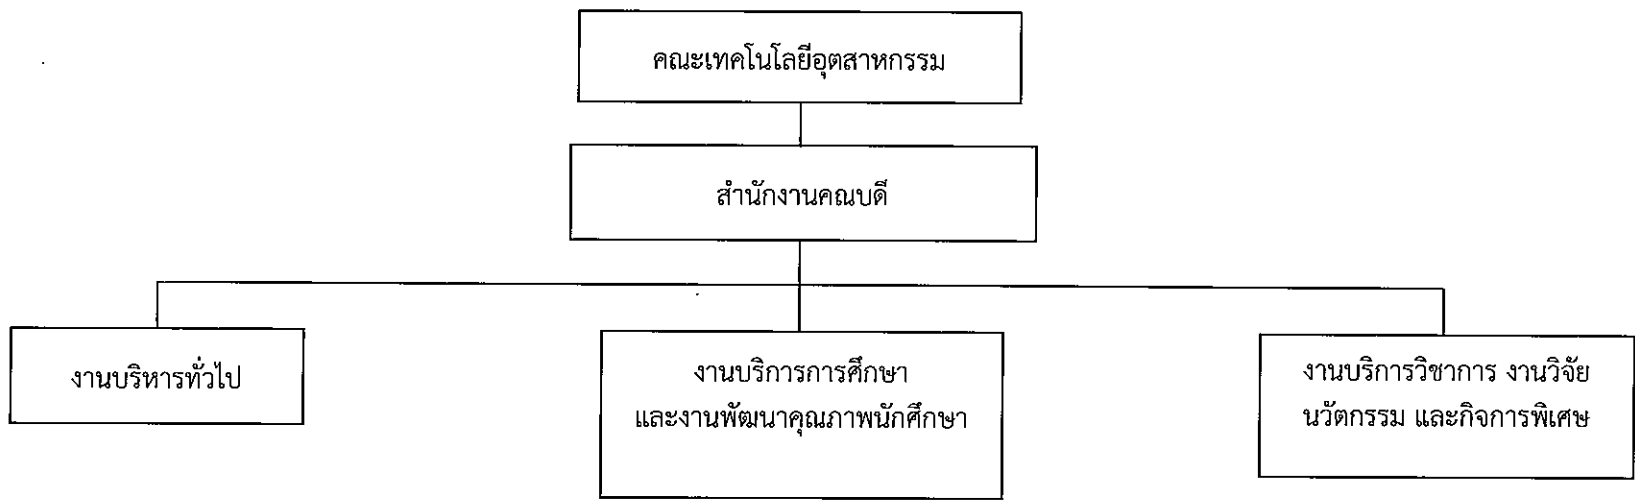 คณะเทคโนโลยีอุตสาหกรรม
สำนักงานคณบดี
งานบริหารทั่วไป
งานบริการการศึกษา
และงานพัฒนาคุณภาพนักศึกษา
งานบริการวิชาการ งานวิจัย
นวัตกรรม และกิจการพิเศษ